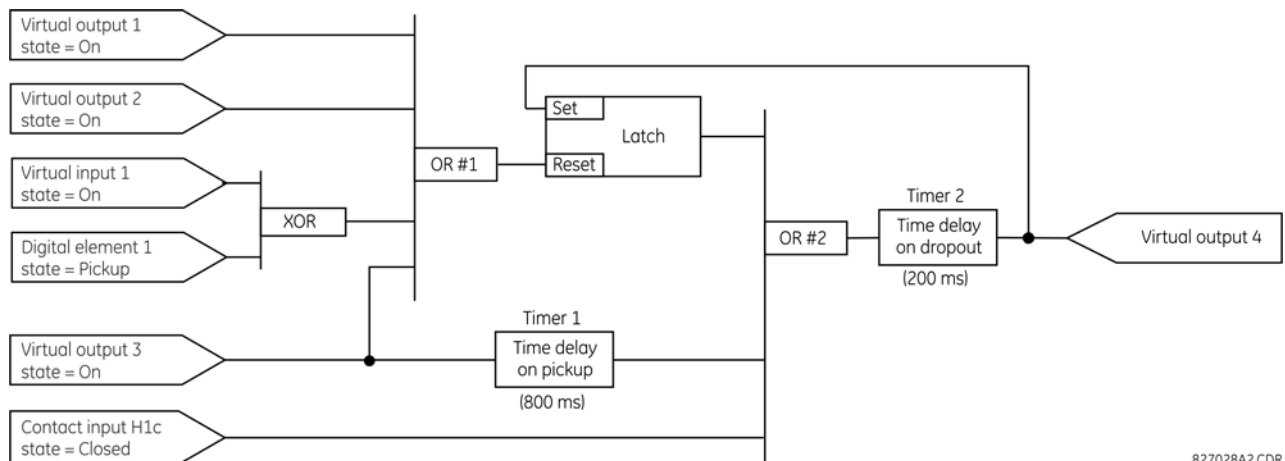 Virtual output 1
state = On
Virtual output 2
state = On
Virtual input 1
state = On
Digital element 1
state = Pickup
Virtual output 3
state = On
Contact input H1c
state = Closed
XOR
OR #1
Set
Latch
Reset
Timer 1
Time delay
on pickup
(800 ms)
OR #2
Timer 2
Time delay
on dropout
(200 ms)
Virtual output 4
827028A2.CDR